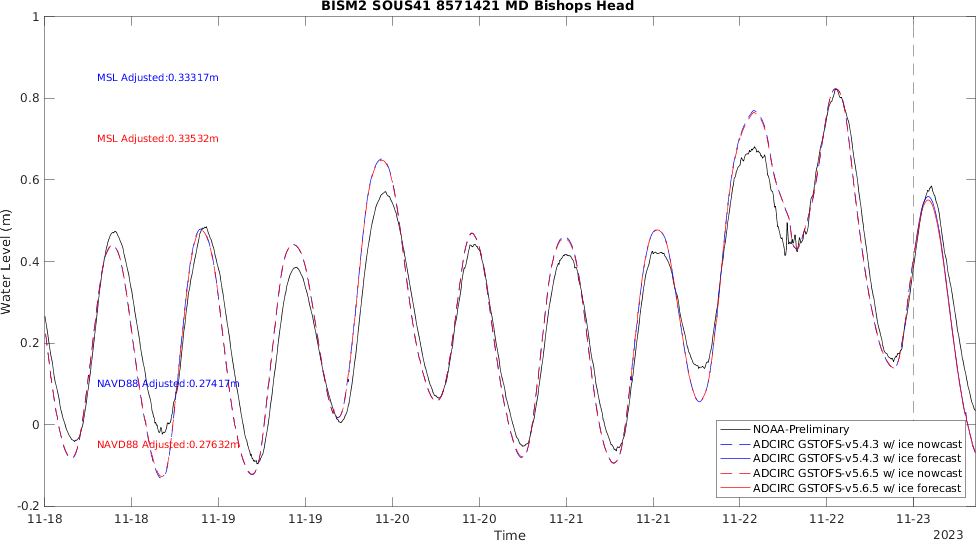 BISM2 SOUS41 8571421 MD Bishops Head
1
0.8
0.6
0.4
0.2
0
-0.2
Water Level (m)
MSL Adjusted:0.33317m
MSL Adjusted:0.33532m
NAVD88 Adjusted:0.27417m
NAVD88 Adjusted:0.27632m
NOAA-Preliminary
ADCIRC GSTOFS-v5.4.3 w/ ice nowcast
ADCIRC GSTOFS-v5.4.3 w/ ice forecast
ADCIRC GSTOFS-v5.6.5 w/ ice nowcast
ADCIRC GSTOFS-v5.6.5 w/ ice forecast
11-18 11-18 11-19 11-19 11-20 11-20 11-21 11-21 11-22 11-22 11-23
Time
2023